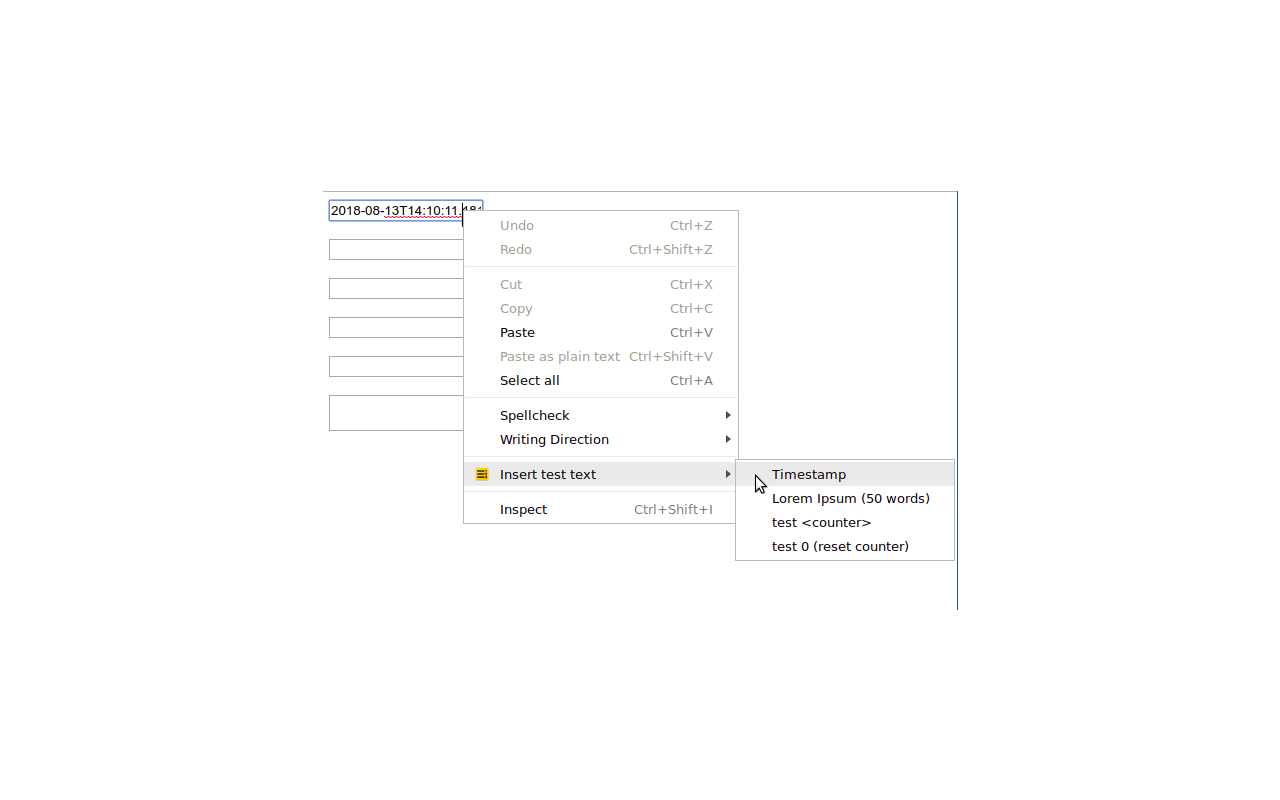 2018-08-13T14:10:11.
Undo Ctrl+Z
Redo Ctrl+Shift+Z
Cut Ctrl+X
Copy Ctrl+C
Paste Ctrl+V
Paste as plain text Ctrl+Shift+V
Select all Ctrl+A
Spellcheck
Writing Direction
Insert test text
Inspect Ctrl+Shift+I
Timestamp
Lorem Ipsum (50 words)
test <counter>
test 0 (reset counter)